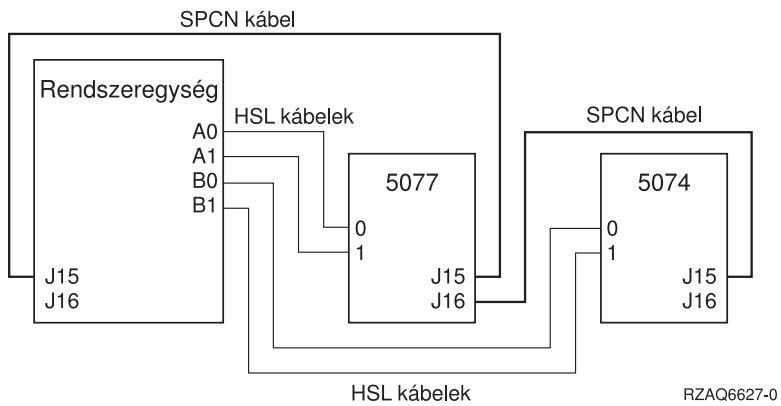 SPCN kábel
Rendszeregység
HSL kábelek
SPCN kábel
A0
A1
B0
B1
5077
5074
0
1
0
1
J15
J16
J15
J16
J15
J16
HSL kábelek
RZAQ6627-0